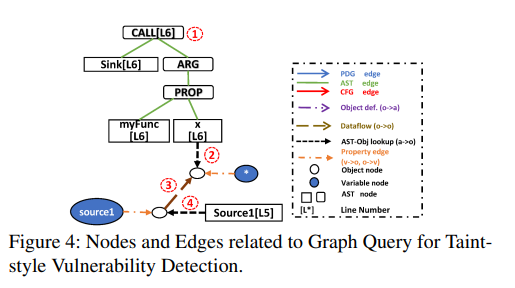 CALL[L6]
1
Sink[L6]
ARG
PROP
myFunc
[L6]
x
[L6]
2
*
3
4
source1
Source1[L5]
PDG edge
AST edge
CFG edge
Object def. (o->a)
Dataflow (o->o)
AST-Obj lookup (a->o)
Property edge
(v->o, o->v)
Object node
Variable node
AST node
[L*] Line Number
Figure 4: Nodes and Edges related to Graph Query for Taint-
style Vulnerability Detection.